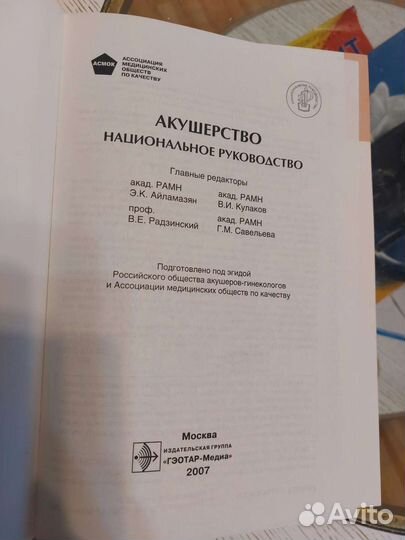 АСМОК
АССОЦИАЦИЯ
МЕДИЦИНСКИХ
ОБЩЕСТВ
ПО КАЧЕСТВУ
АКУШЕРСТВО
НАЦИОНАЛЬНОЕ РУКОВОДСТВО
Главные редакторы
акад. РАМН
Э.К. Айламазян
акад. РАМН
В.И. Кулаков
проф.
В.Е. Радзинский
акад. РАМН
Г.М. Савельева
Подготовлено под эгидой
Российского общества акушеров-гинекологов
и Ассоциации медицинских обществ по качеству
Москва
ИЗДАТЕЛЬСКАЯ ГРУППА
«ГЭОТАР-Медиа»
2007
Avito